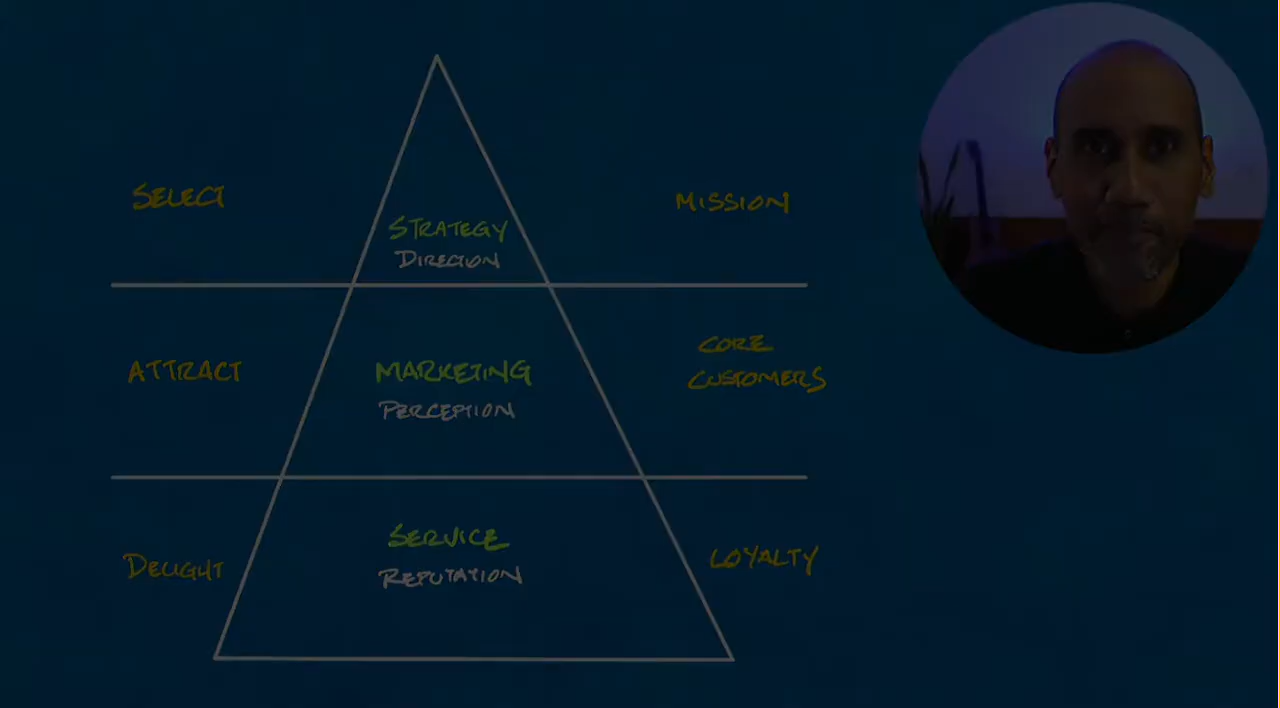 SELECT
STRATEGY
DIRECTION
MISSION
ATTRACT
MARKETING
PERCEPTION
CORE
CUSTOMERS
DELIGHT
SERVICE
REPUTATION
LOYALTY